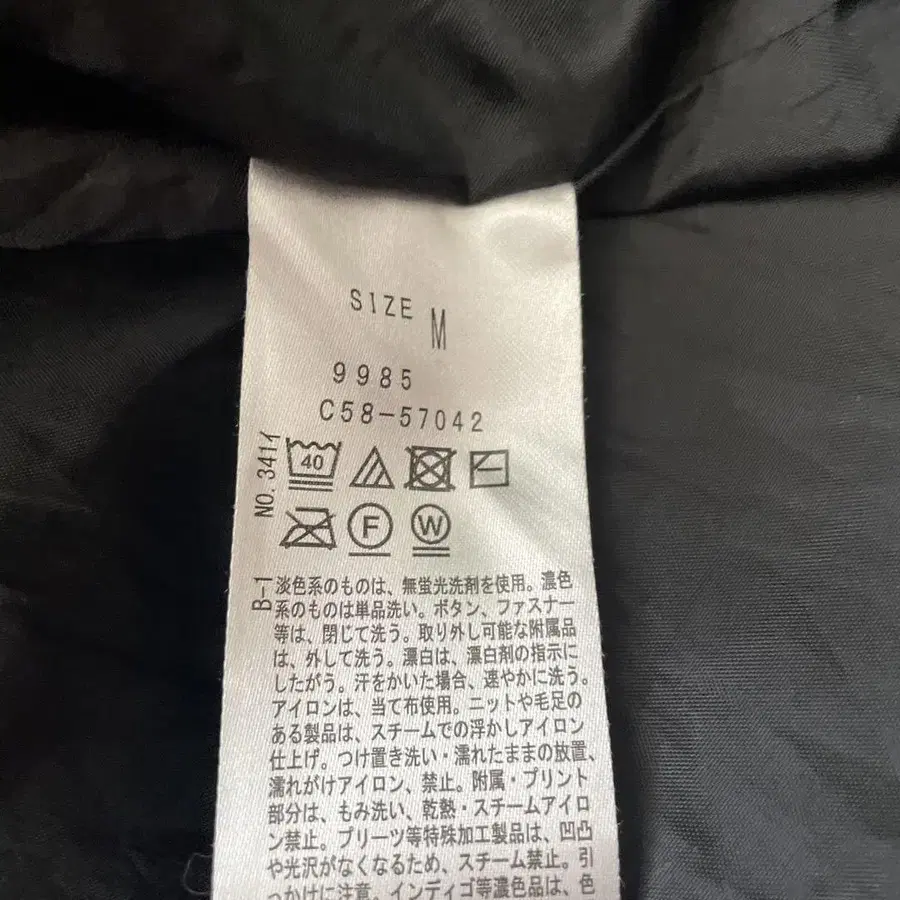 SIZE M
9985
C58-57042
NO.341イ
40
F W
B-1
淡色系のものは、無蛍光洗剤を使用。濃色
系のものは単品洗い。ボタン、ファスナー
等は、閉じて洗う。取り外し可能な附属品
は、外して洗う。漂白は、漂白剤の指示に
したがう。汗をかいた場合、速やかに洗う。
アイロンは、当て布使用。ニットや毛足の
ある製品は、スチームでの浮かしアイロン
仕上げ。つけ置き洗い・濡れたままの放置、
濡れがけアイロン、禁止。附属・プリント
部分は、もみ洗い、乾熱・スチームアイロ
ン禁止。プリーツ等特殊加工製品は、凹凸
や光沢がなくなるため、スチーム禁止。引
っかけに注意。インディゴ等濃色品は、色